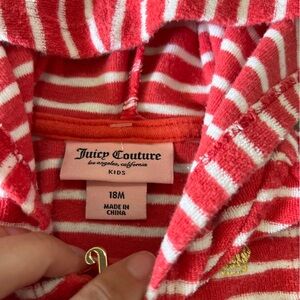 Juicy Couture
los angeles, california
KIDS
18M
MADE IN
CHINA